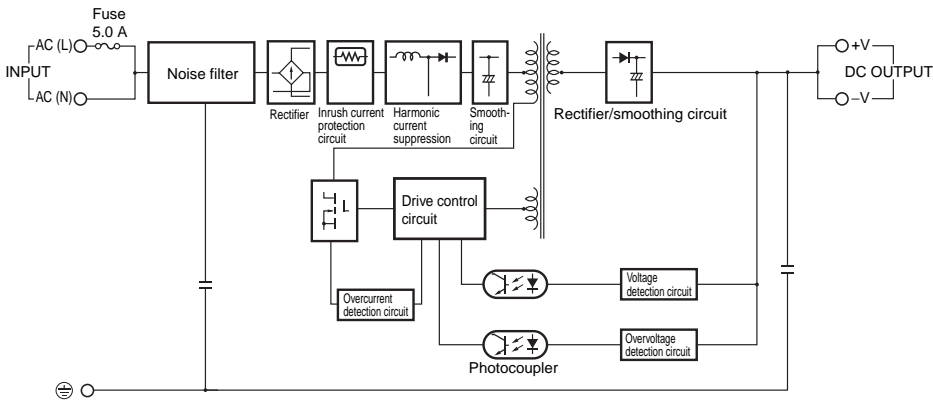 Fuse
5.0 A
AC (L)
INPUT
AC (N)
Noise filter
Rectifier
Inrush current
protection
circuit
Harmonic
current
suppression
Smooth-
ing
circuit
Rectifier/smoothing circuit
+V
DC OUTPUT
–V
Drive control
circuit
Overcurrent
detection circuit
Voltage
detection circuit
Overvoltage
detection circuit
Photocoupler